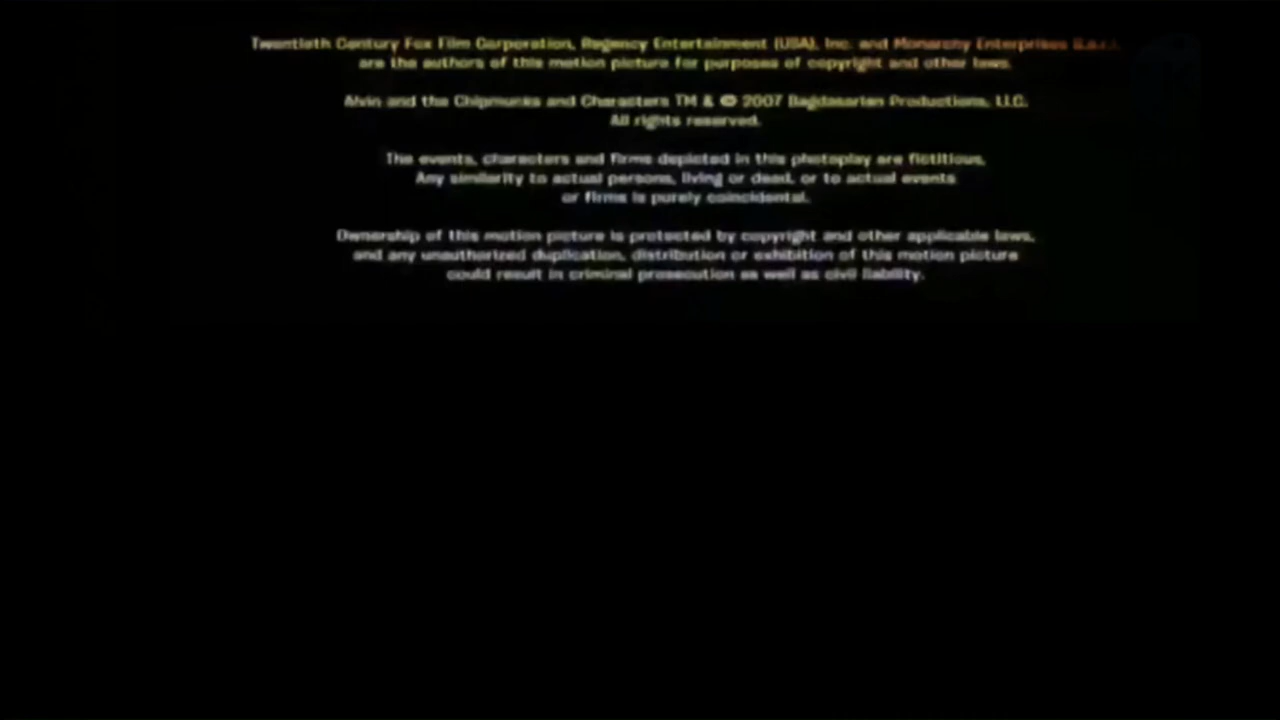 Twentieth Century Fox Film Corporation, Regency Entertainment (USA), Inc. and Monarchy Enterprises S.a.r.l.
are the authors of this motion picture for purposes of copyright and other laws.
Alvin and the Chipmunks and Characters TM & © 2007 Bagdasarian Productions, LLC.
All rights reserved.
The events, characters and firms depicted in this photoplay are fictitious.
Any similarity to actual persons, living or dead, or to actual events
or firms is purely coincidental.
Ownership of this motion picture is protected by copyright and other applicable laws,
and any unauthorized duplication, distribution or exhibition of this motion picture
could result in criminal prosecution as well as civil liability.